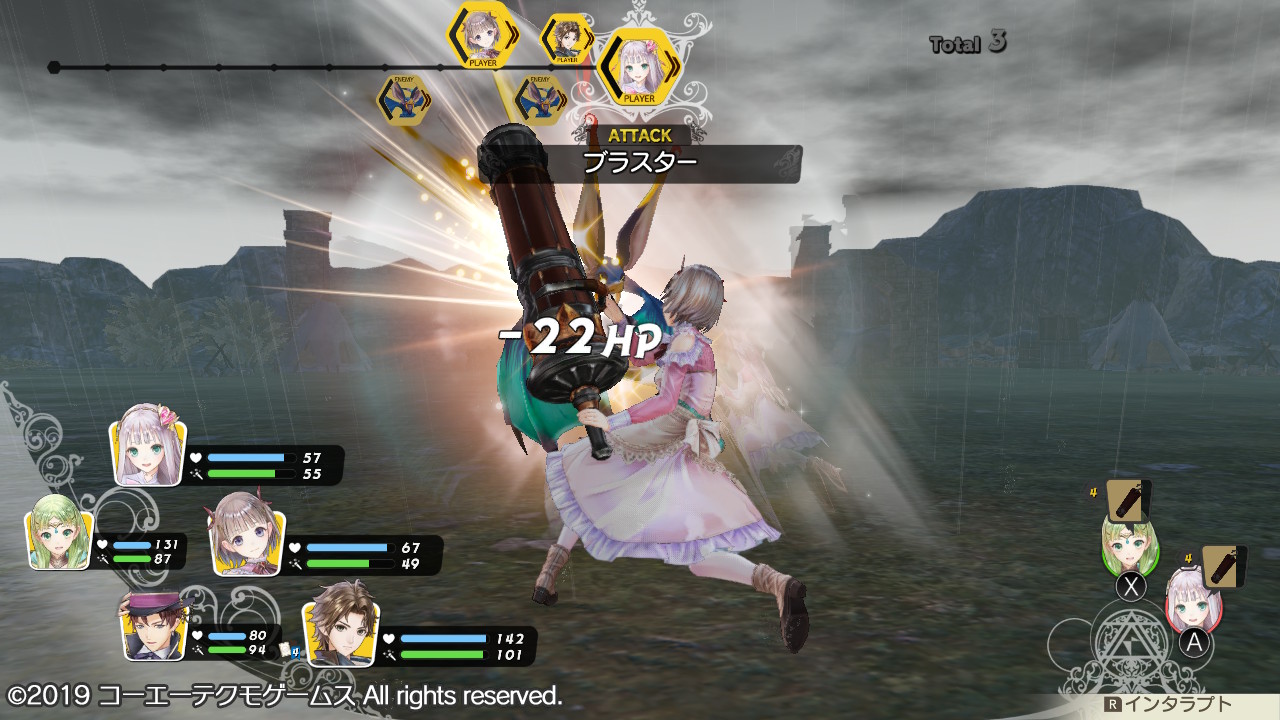 PLAYER
PLAYER
PLAYER
Total 3
ENEMY
ENEMY
ATTACK
ブラスター
-22HP
57
55
131
87
67
49
80
94
4
142
101
4
X
4
A
R インタラプト
©2019 コーエーテクモゲームス All rights reserved.